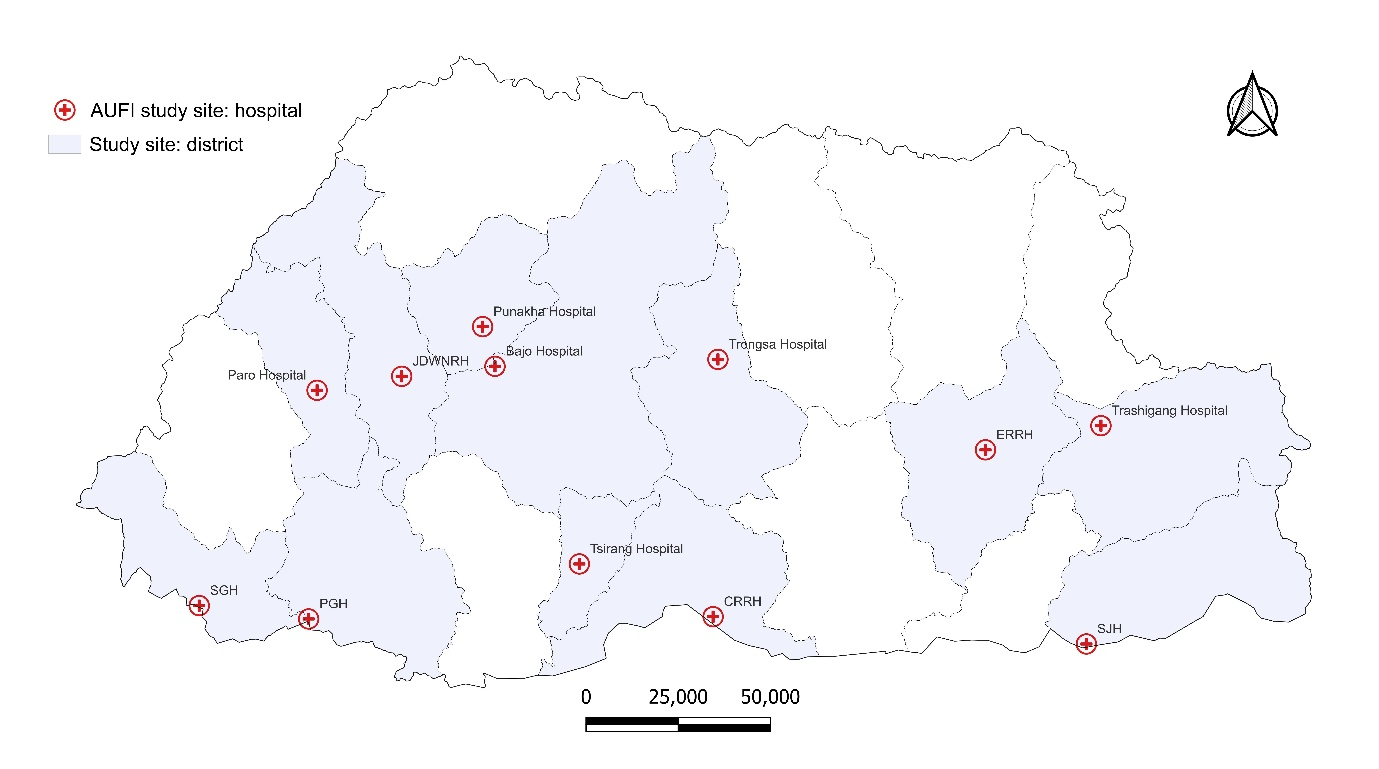 AUFI study site: hospital
Study site: district
Punakha Hospital
Bajo Hospital
Trongsa Hospital
JDWNRH
Paro Hospital
Trashigang Hospital
ERRH
Tsirang Hospital
SGH
PGH
CRRH
SJH
0 25,000 50,000